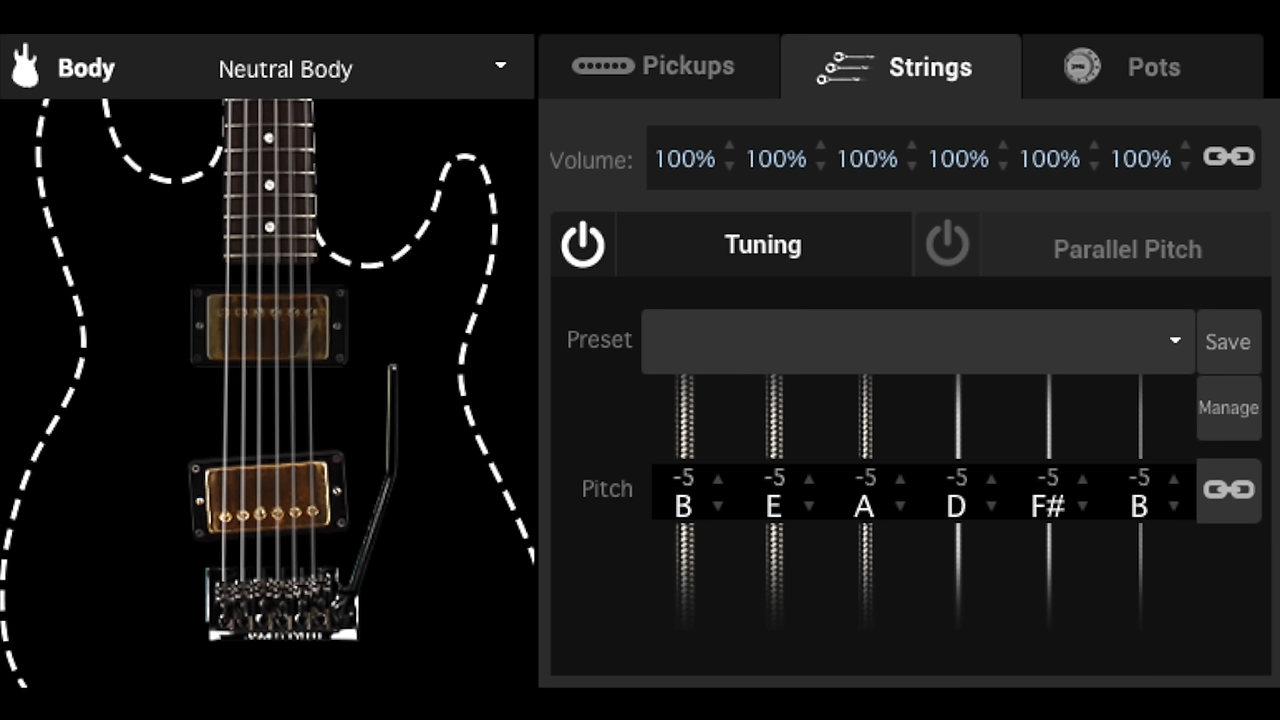 Body Neutral Body
Pickups Strings Pots
Volume: 100% 100% 100% 100% 100% 100%
Tuning Parallel Pitch
Preset Save
Manage
-5 -5 -5 -5 -5 -5
Pitch B E A D F# B